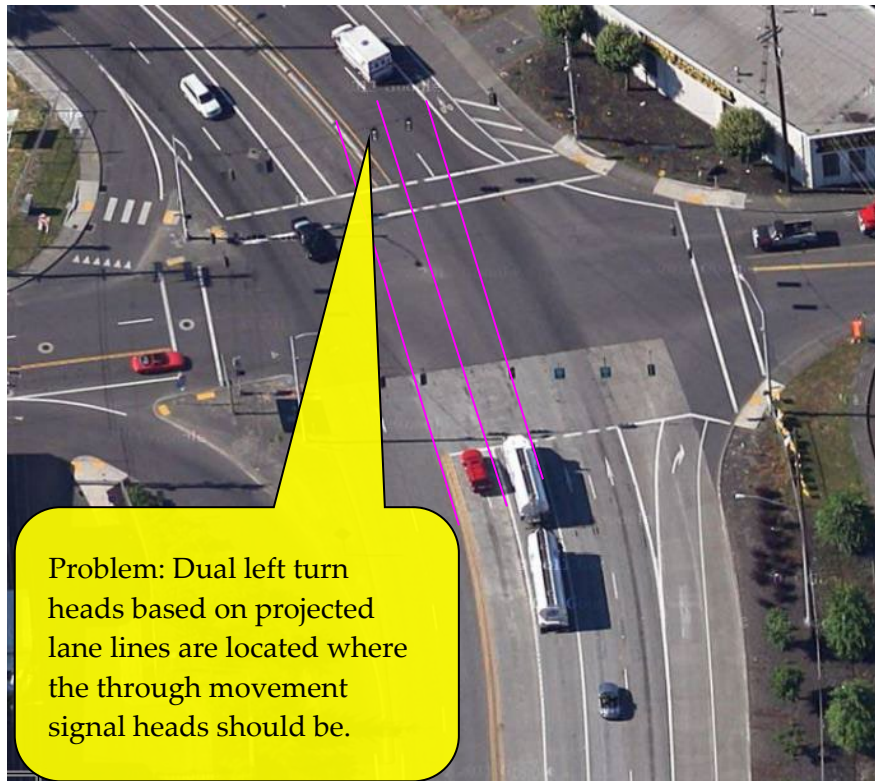 Problem: Dual left turn
heads based on projected
lane lines are located where
the through movement
signal heads should be.